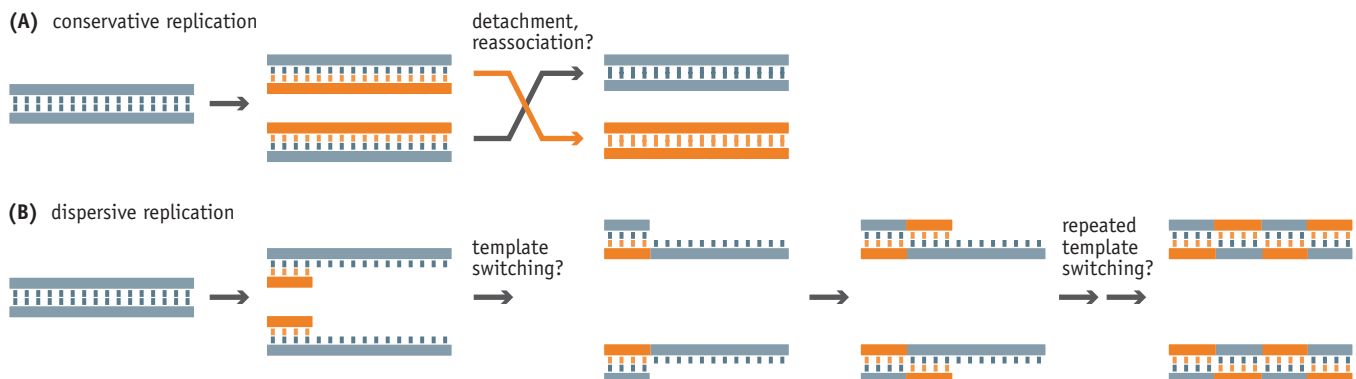 (A) conservative replication
detachment,
reassociation?
(B) dispersive replication
template
switching?
repeated
template
switching?